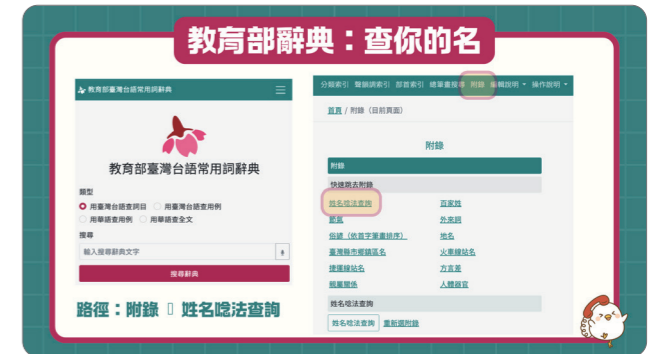 教育部辭典：查你的名
教育部臺灣台語常用詞辭典
教育部臺灣台語常用詞辭典
類型
用臺灣台語查詞目 用臺灣台語查用例
用華語查用例 用華語查全文
搜尋
輸入搜尋辭典文字
搜尋辭典
路徑：附錄 ▯ 姓名唸法查詢
分類索引 聲韻調索引 部首索引 總筆畫搜尋 附錄 編輯說明 操作說明
首頁 / 附錄（目前頁面）
附錄
附錄
快速跳去附錄
姓名唸法查詢 百家姓
節氣 外來詞
俗諺（依首字筆畫排序） 地名
臺灣縣市鄉鎮區名 火車線站名
捷運線站名 方言差
親屬關係 人體器官
姓名唸法查詢
姓名唸法查詢 重新選附錄